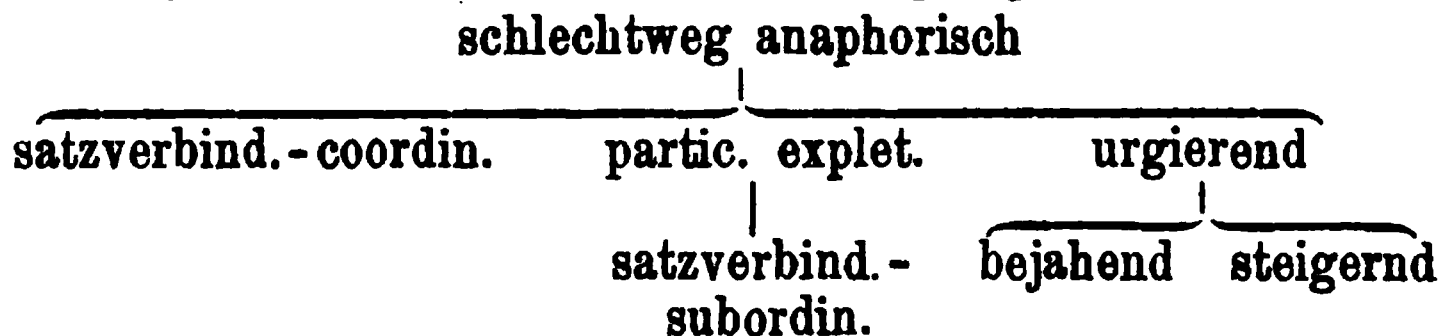 schlechtweg anaphorisch
satzverbind.-coordin. partic. explet. urgierend
satzverbind.- bejahend steigernd
subordin.